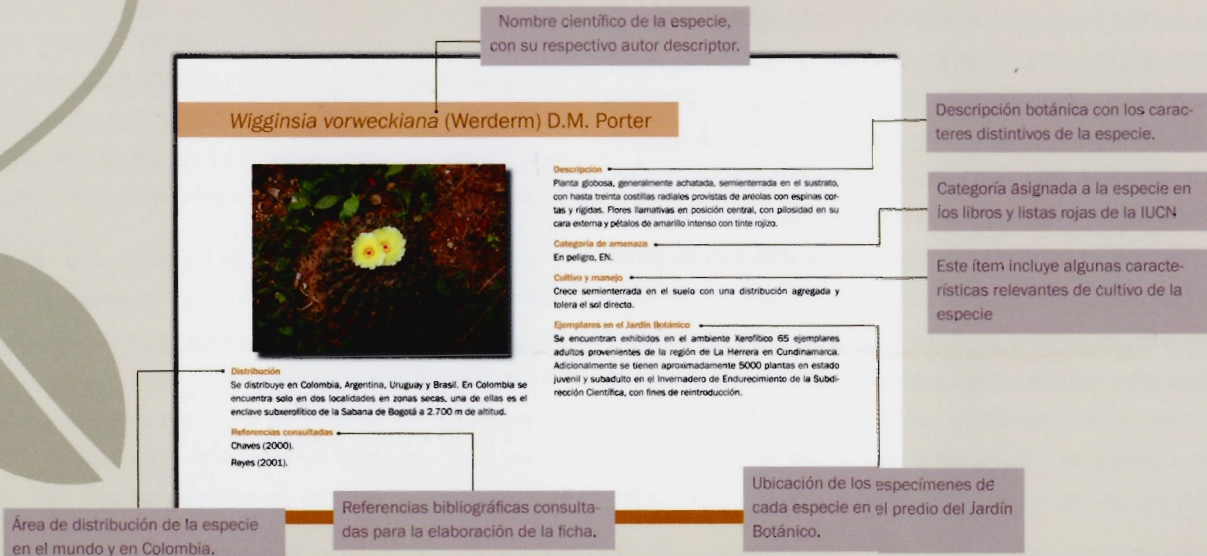 Nombre científico de la especie,
con su respectivo autor descriptor.
Wigginsia vorweckiana (Werderm) D.M. Porter
Descripción
Planta globosa, generalmente achatada, semienterrada en el sustrato,
con hasta treinta costillas radiales provistas de areolas con espinas cor-
tas y rígidas. Flores llamativas en posición central, con pilosidad en su
cara externa y pétalos de amarillo intenso con tinte rojizo.
Categoría de amenaza
En peligro, EN.
Cultivo y manejo
Crece semienterrada en el suelo con una distribución agregada y
tolera el sol directo.
Ejemplares en el Jardín Botánico
Se encuentran exhibidos en el ambiente Xerofítico 65 ejemplares
adultos provenientes de la región de La Herrera en Cundinamarca.
Adicionalmente se tienen aproximadamente 5000 plantas en estado
juvenil y subadulto en el Invernadero de Endurecimiento de la Subdi-
rección Científica, con fines de reintroducción.
Distribución
Se distribuye en Colombia, Argentina, Uruguay y Brasil. En Colombia se
encuentra solo en dos localidades en zonas secas, una de ellas es el
enclave subxerofítico de la Sabana de Bogotá a 2.700 m de altitud.
Referencias consultadas
Chaves (2000).
Reyes (2001).
Descripción botánica con los carac-
teres distintivos de la especie.
Categoría asignada a la especie en
los libros y listas rojas de la IUCN
Este ítem incluye algunas caracte-
rísticas relevantes de cultivo de la
especie
Área de distribución de la especie
en el mundo y en Colombia.
Referencias bibliográficas consulta-
das para la elaboración de la ficha.
Ubicación de los especímenes de
cada especie en el predio del Jardín
Botánico.